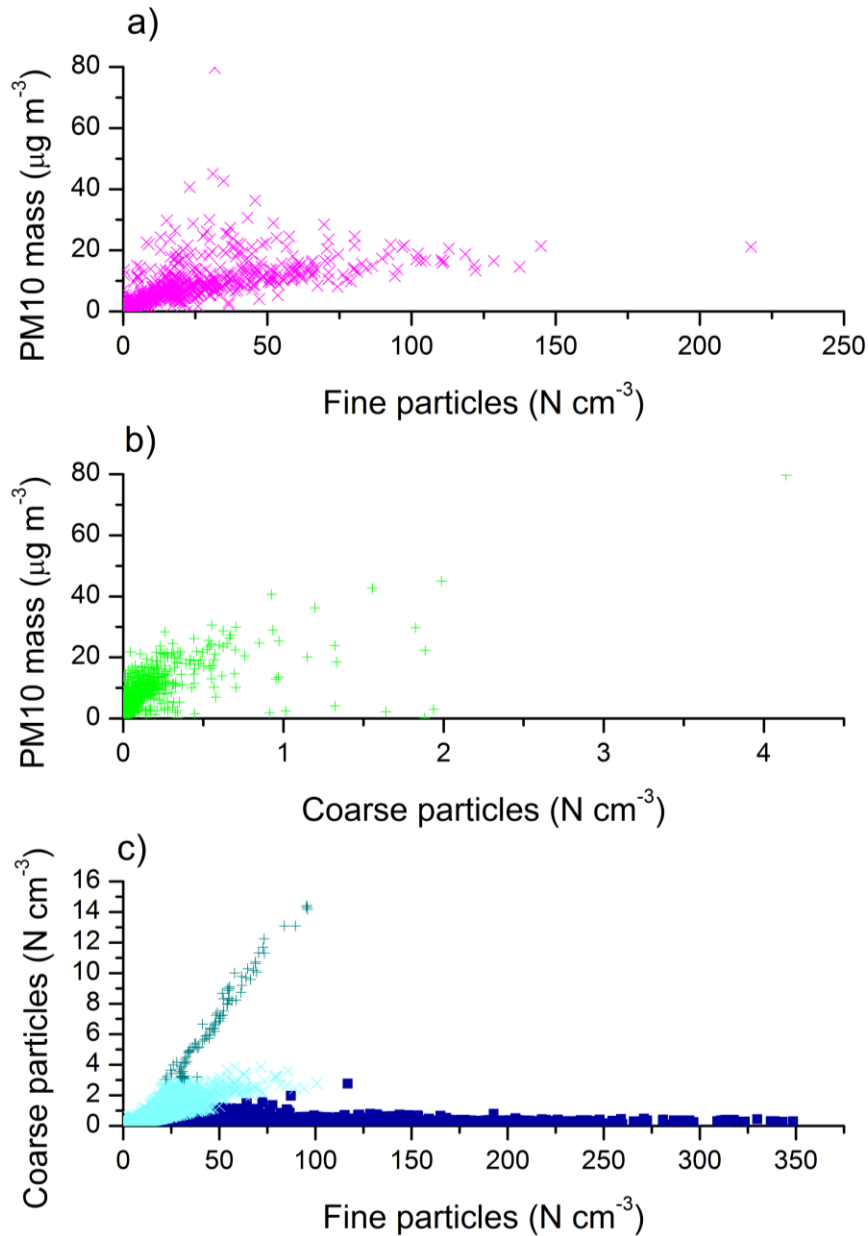 a)
80
60
40
20
0
PM10 mass (μg m⁻³)
0 50 100 150 200 250
Fine particles (N cm⁻³)
b)
80
60
40
20
0
PM10 mass (μg m⁻³)
0 1 2 3 4
Coarse particles (N cm⁻³)
c)
16
14
12
10
8
6
4
2
0
Coarse particles (N cm⁻³)
0 50 100 150 200 250 300 350
Fine particles (N cm⁻³)